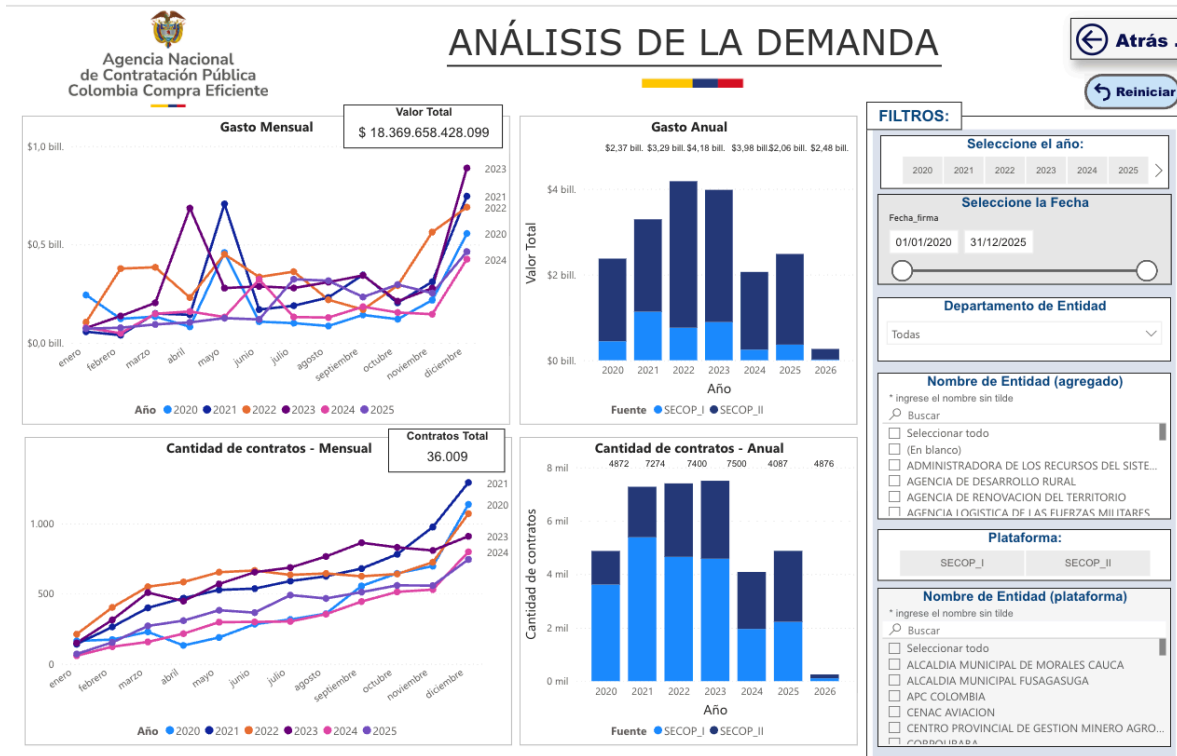 Agencia Nacional
de Contratación Pública
Colombia Compra Eficiente
ANÁLISIS DE LA DEMANDA
Atrás .
Reiniciar
Gasto Mensual
Valor Total
$ 18.369.658.428.099
$1,0 bill.
$0,5 bill.
$0,0 bill.
2023
2021
2022
2020
2024
enero
febrero
marzo
abril
mayo
junio
julio
agosto
septiembre
octubre
noviembre
diciembre
Año 2020 2021 2022 2023 2024 2025
Gasto Anual
$2,37 bill. $3,29 bill. $4,18 bill. $3,98 bill. $2,06 bill. $2,48 bill.
Valor Total
$4 bill.
$2 bill.
$0 bill.
2020 2021 2022 2023 2024 2025 2026
Año
Fuente SECOP_I SECOP_II
Cantidad de contratos - Mensual
Contratos Total
36.009
1.000
500
0
2021
2020
2022
2023
2024
enero
febrero
marzo
abril
mayo
junio
julio
agosto
septiembre
octubre
noviembre
diciembre
Año 2020 2021 2022 2023 2024 2025
Cantidad de contratos - Anual
4872 7274 7400 7500 4087 4876
Cantidad de contratos
8 mil
6 mil
4 mil
2 mil
0 mil
2020 2021 2022 2023 2024 2025 2026
Año
Fuente SECOP_I SECOP_II
FILTROS:
Seleccione el año:
2020 2021 2022 2023 2024 2025
Seleccione la Fecha
Fecha_firma
01/01/2020 31/12/2025
Departamento de Entidad
Todas
Nombre de Entidad (agregado)
* ingrese el nombre sin tilde
Buscar
Seleccionar todo
(En blanco)
ADMINISTRADORA DE LOS RECURSOS DEL SISTE...
AGENCIA DE DESARROLLO RURAL
AGENCIA DE RENOVACION DEL TERRITORIO
AGENCIA LOGISTICA DE LAS FUERZAS MILITARES
Plataforma:
SECOP_I SECOP_II
Nombre de Entidad (plataforma)
* ingrese el nombre sin tilde
Buscar
Seleccionar todo
ALCALDIA MUNICIPAL DE MORALES CAUCA
ALCALDIA MUNICIPAL FUSAGASUGA
APC COLOMBIA
CENAC AVIACION
CENTRO PROVINCIAL DE GESTION MINERO AGRO...